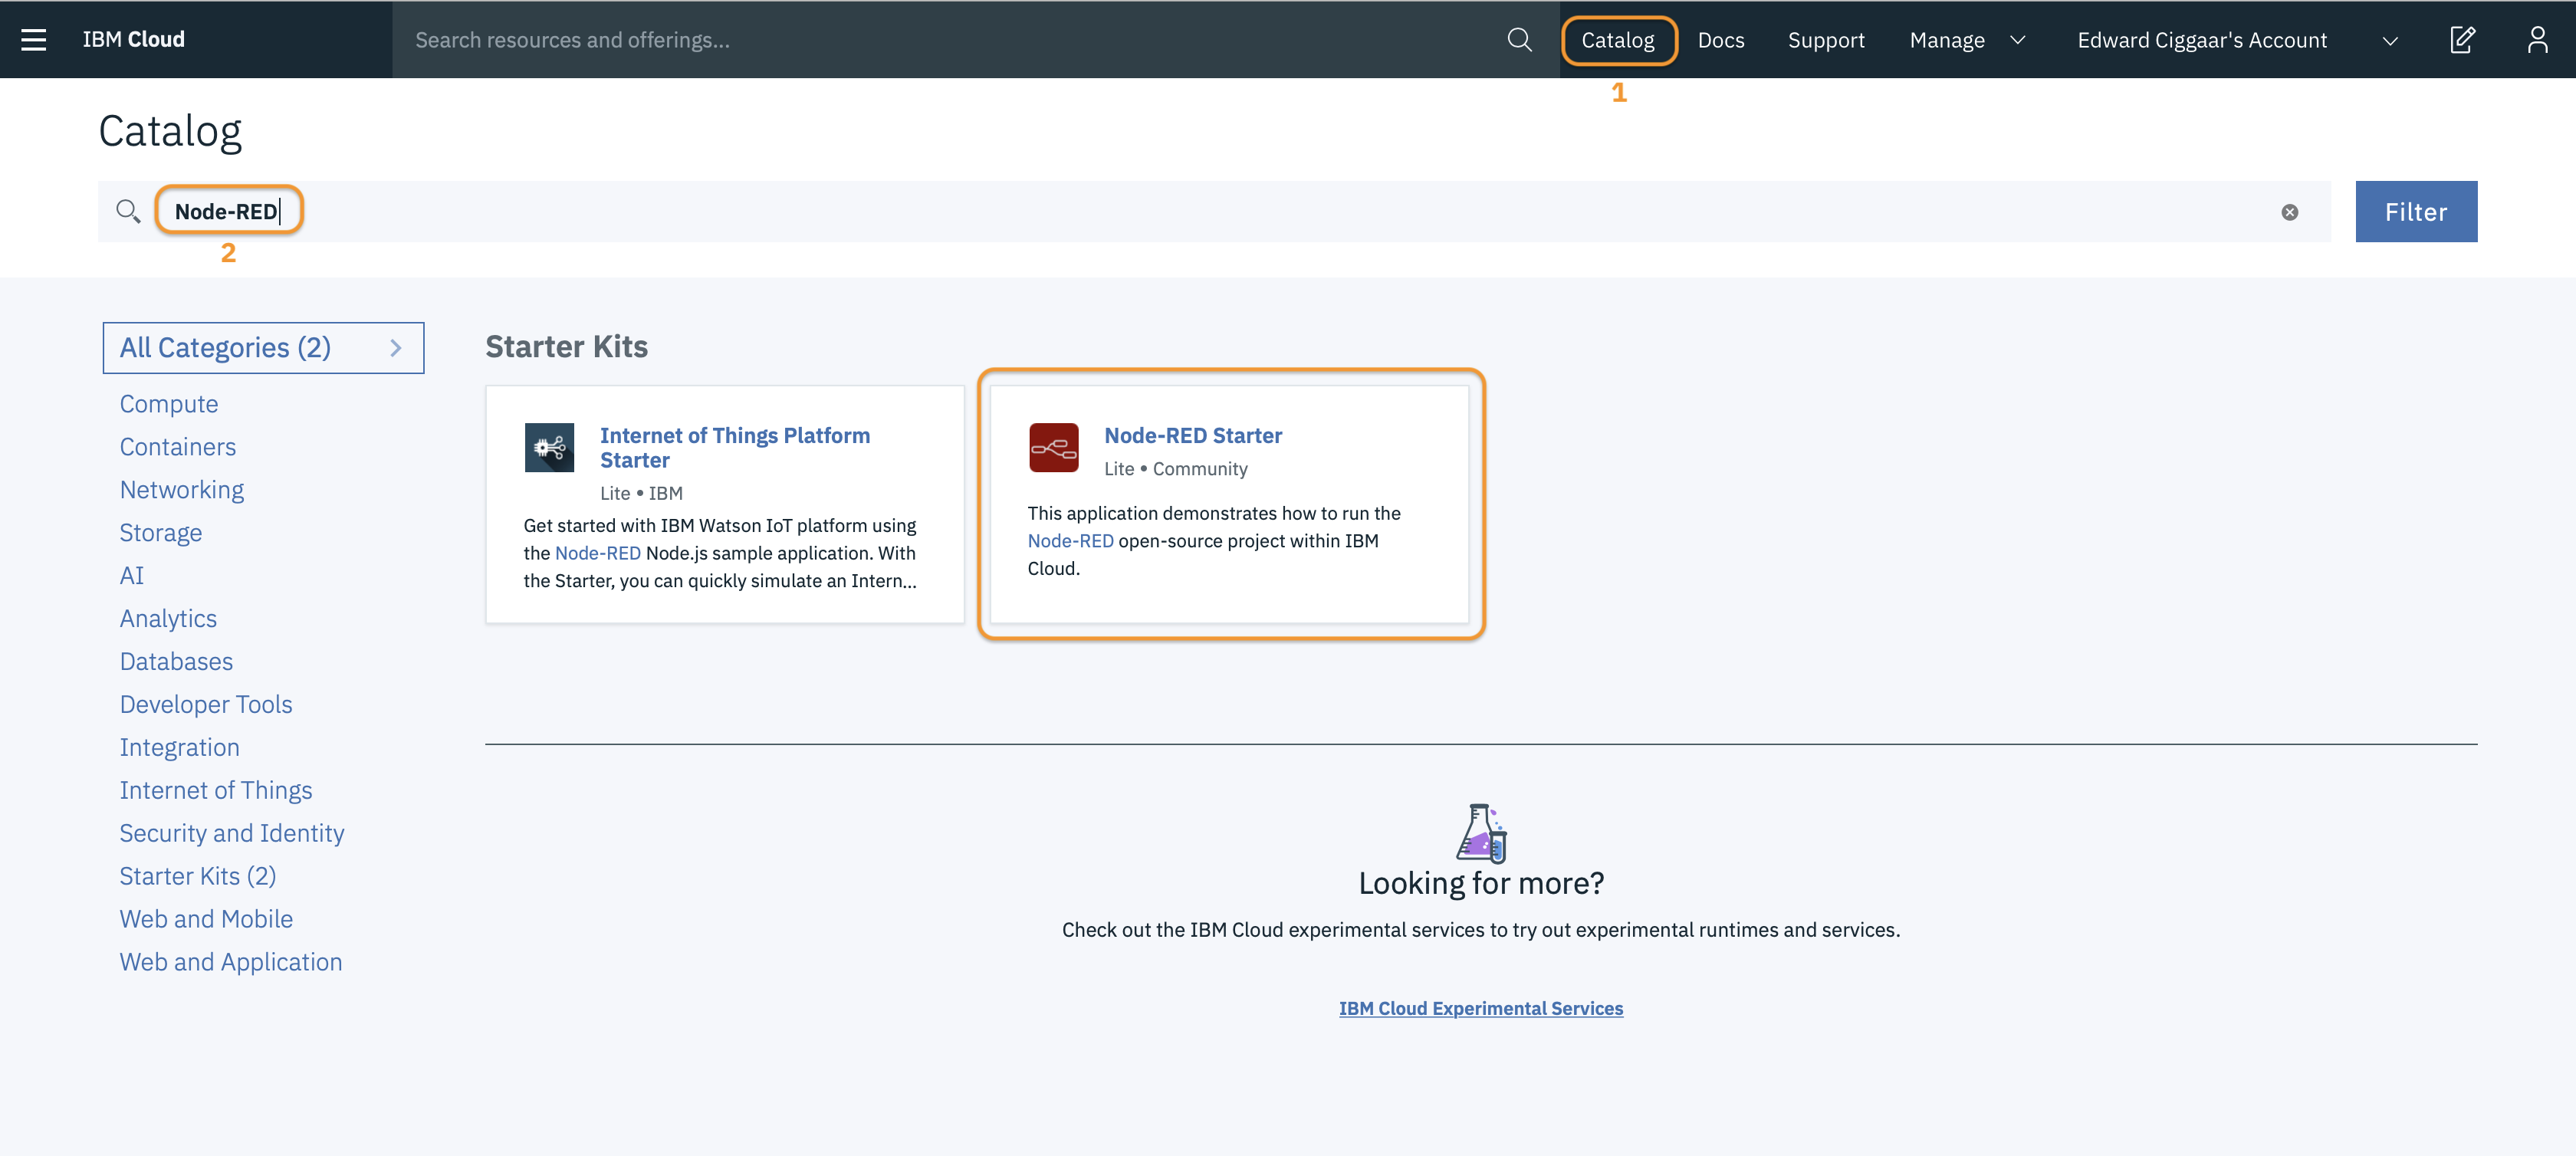 IBM Cloud
Search resources and offerings...
Catalog
Docs
Support
Manage
Edward Ciggaar's Account
1
Catalog
Node-RED
Filter
2
All Categories (2)
Compute
Containers
Networking
Storage
AI
Analytics
Databases
Developer Tools
Integration
Internet of Things
Security and Identity
Starter Kits (2)
Web and Mobile
Web and Application
Starter Kits
Internet of Things Platform
Starter
Lite • IBM
Get started with IBM Watson IoT platform using
the Node-RED Node.js sample application. With
the Starter, you can quickly simulate an Intern...
Node-RED Starter
Lite • Community
This application demonstrates how to run the
Node-RED open-source project within IBM
Cloud.
Looking for more?
Check out the IBM Cloud experimental services to try out experimental runtimes and services.
IBM Cloud Experimental Services